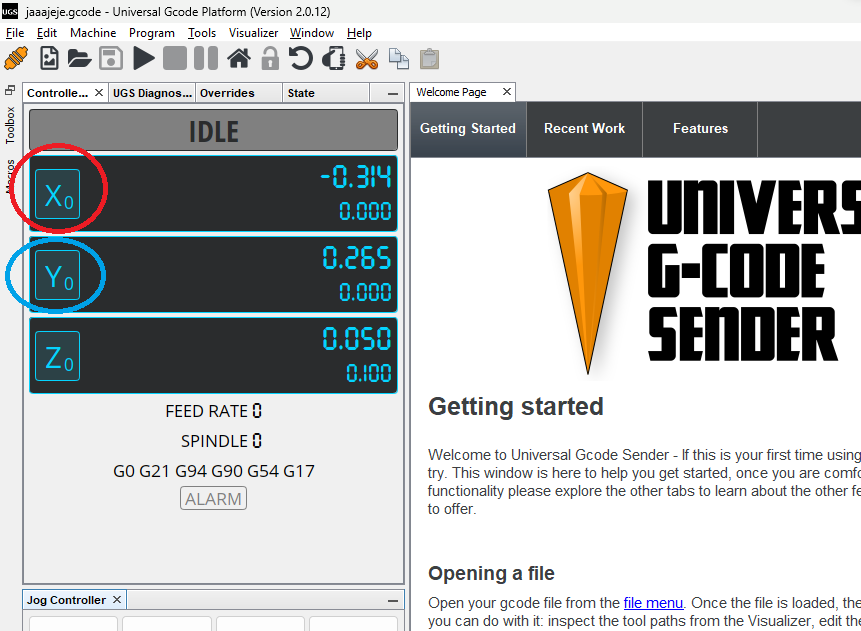 UGS jaaajeje.gcode - Universal Gcode Platform (Version 2.0.12)
File Edit Machine Program Tools Visualizer Window Help
Controlle... UGS Diagnos... Overrides State
Welcome Page
Toolbox
Macros
IDLE
X0 -0.314
0.000
Y0 0.265
0.000
Z0 0.050
0.100
FEED RATE 0
SPINDLE 0
G0 G21 G94 G90 G54 G17
ALARM
Jog Controller
Getting Started Recent Work Features
UNIVERS
G-CODE
SENDER
Getting started
Welcome to Universal Gcode Sender - If this is your first time using
try. This window is here to help you get started, once you are comfo
functionality please explore the other tabs to learn about the other fe
to offer.
Opening a file
Open your gcode file from the file menu. Once the file is loaded, the
you can do with it: inspect the tool paths from the Visualizer, edit the